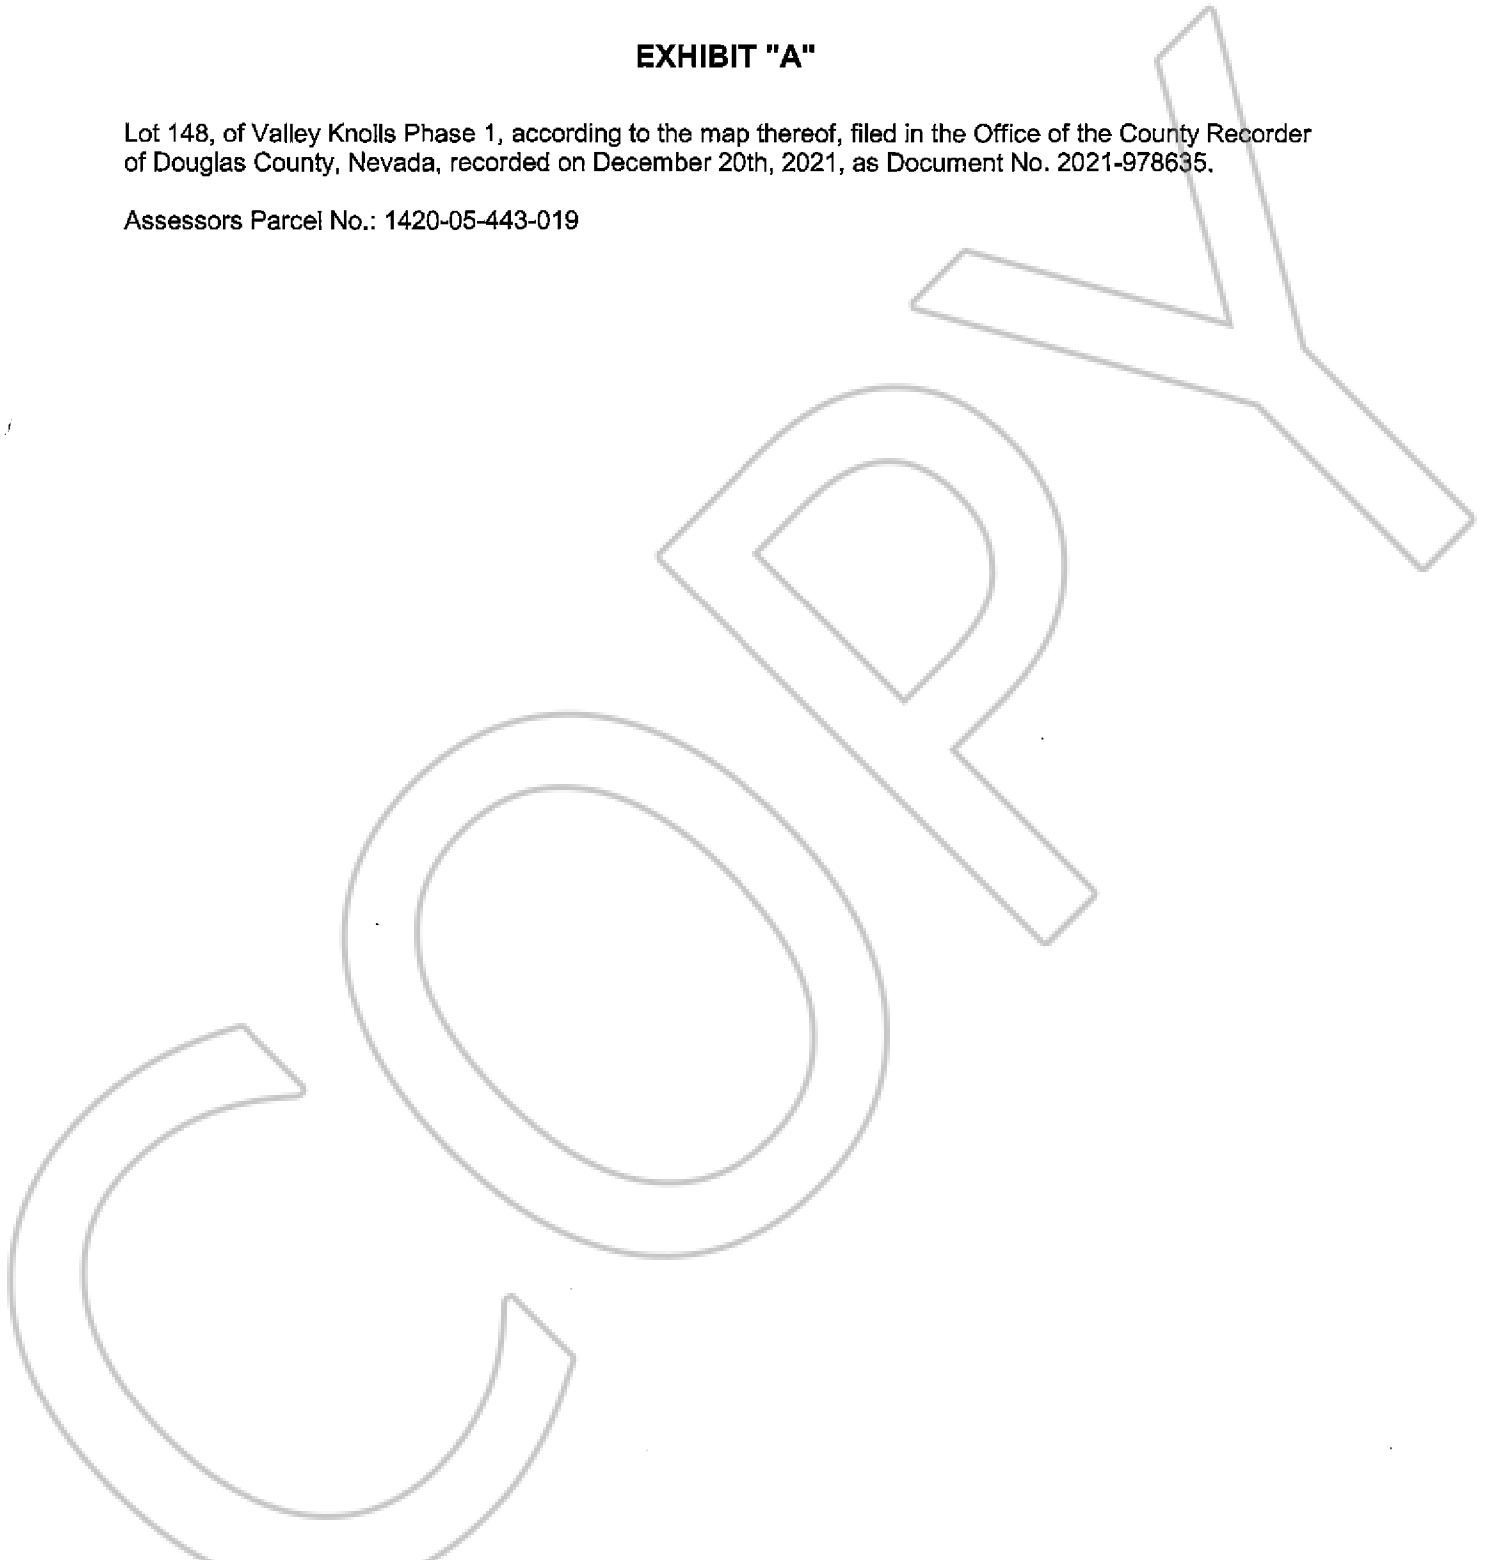 EXHIBIT "A"
Lot 148, of Valley Knolls Phase 1, according to the map thereof, filed in the Office of the County Recorder
of Douglas County, Nevada, recorded on December 20th, 2021, as Document No. 2021-978635.
Assessors Parcel No.: 1420-05-443-019
COPY